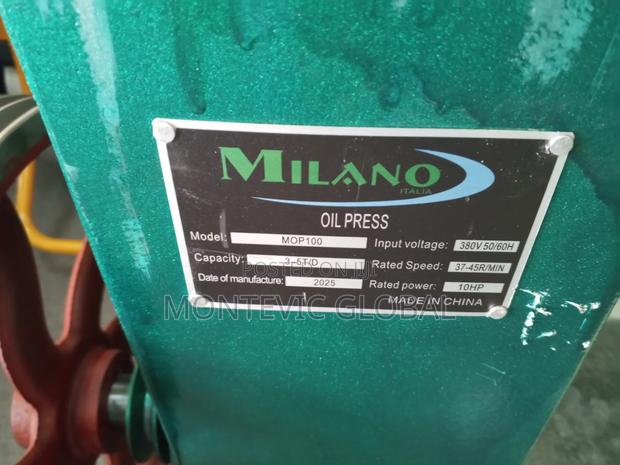 MILANO
ITALIA
OIL PRESS
Model: MOP100
Input voltage: 380V 50/60H
Capacity: 3-5T/D
Rated Speed: 37-45R/MIN
Date of manufacture: 2025
Rated power: 10HP
MADE IN CHINA
POSTED ON JIJI
MONTEVIC GLOBAL